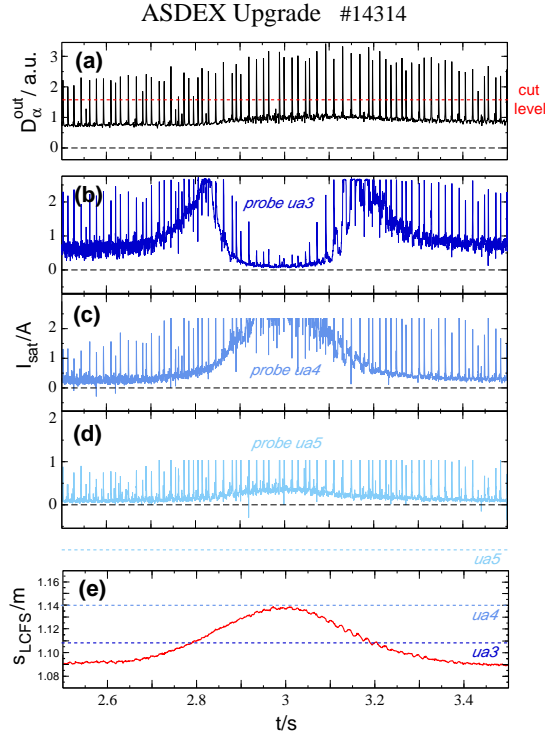 ASDEX Upgrade #14314
(a)
D_α^out / a.u.
3
2
1
0
cut level
(b)
probe ua3
2
1
0
(c)
I_sat/A
2
1
0
probe ua4
(d)
probe ua5
2
1
0
ua5
(e)
s_LCFS/m
1.16
1.14
1.12
1.10
1.08
ua4
ua3
2.6 2.8 3 3.2 3.4
t/s